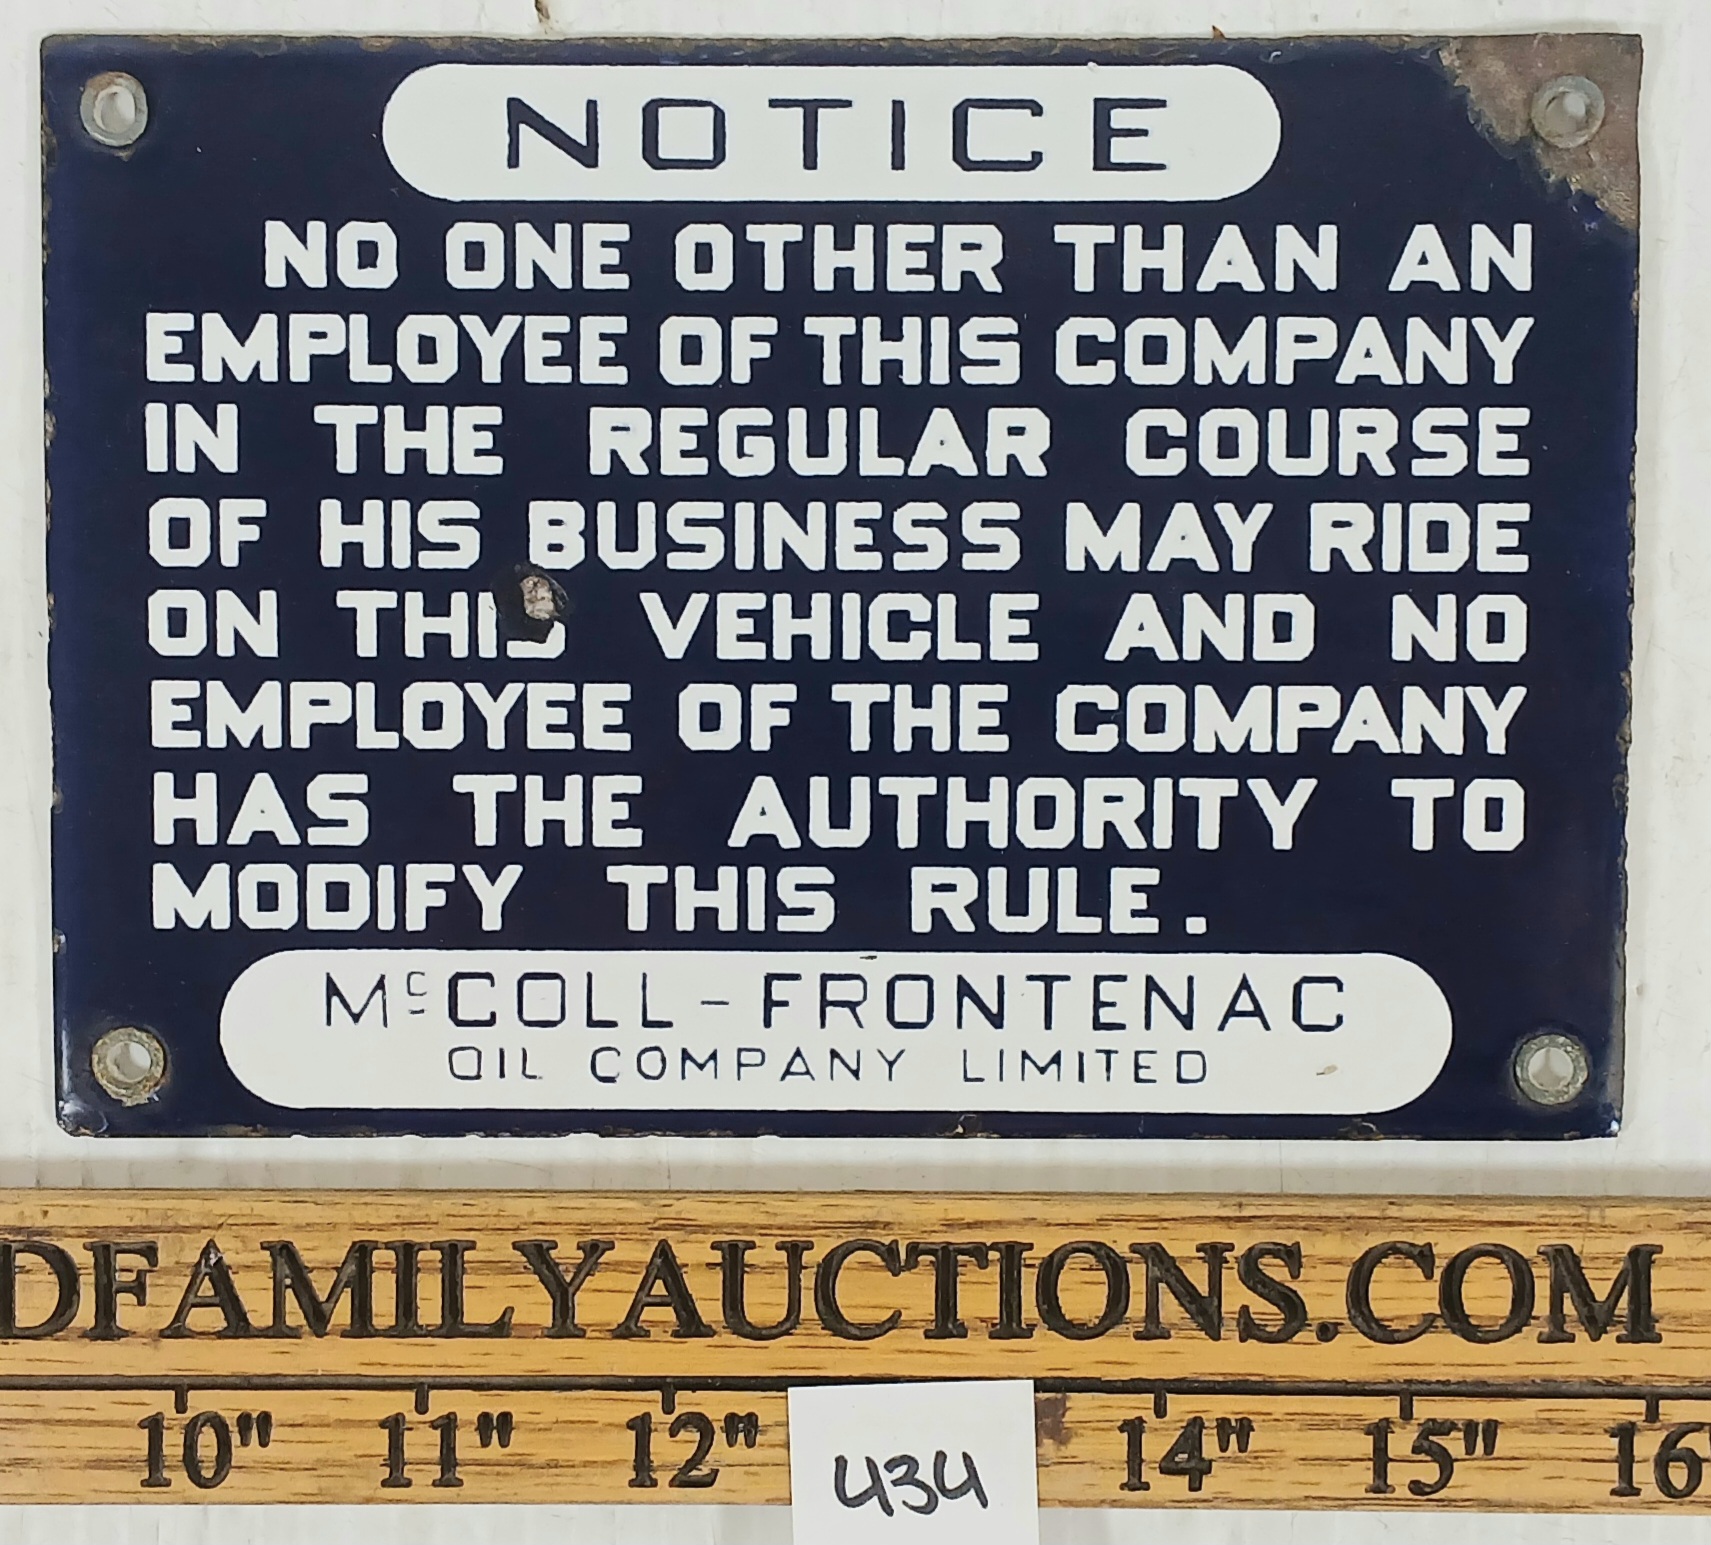 NOTICE
NO ONE OTHER THAN AN
EMPLOYEE OF THIS COMPANY
IN THE REGULAR COURSE
OF HIS BUSINESS MAY RIDE
ON THIS VEHICLE AND NO
EMPLOYEE OF THE COMPANY
HAS THE AUTHORITY TO
MODIFY THIS RULE.
McCOLL-FRONTENAC
OIL COMPANY LIMITED
DFAMILYAUCTIONS.COM
10" 11" 12" 14" 15" 16"
434